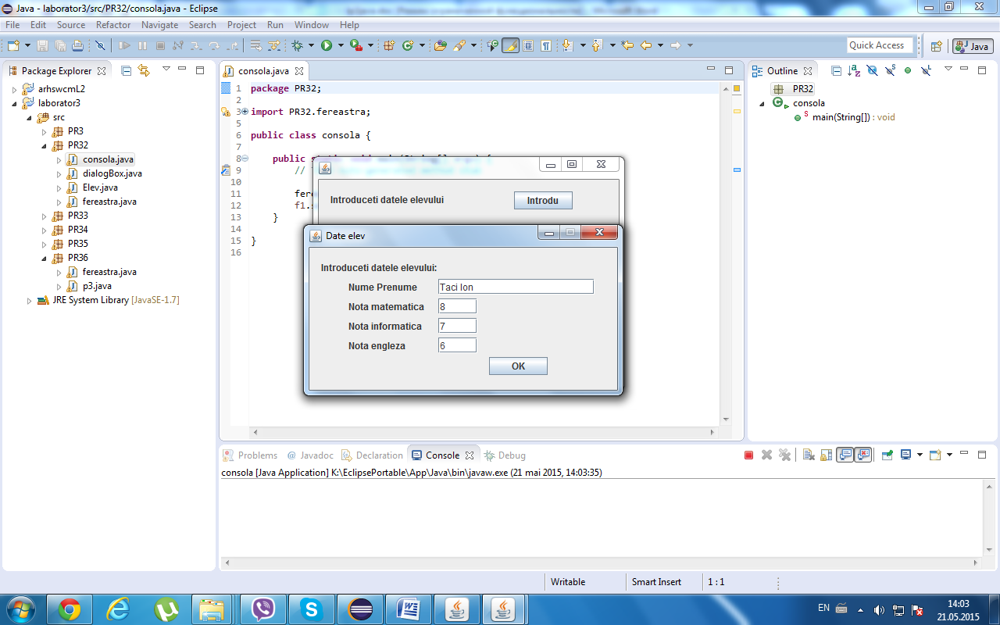 Java - laborator3/src/PR32/consola.java - Eclipse
File Edit Source Refactor Navigate Search Project Run Window Help
Quick Access
Java
Package Explorer
arhswcmL2
laborator3
src
PR3
PR32
consola.java
dialogBox.java
Elev.java
fereastra.java
PR33
PR34
PR35
PR36
fereastra.java
p3.java
JRE System Library [JavaSE-1.7]
consola.java
1 package PR32;
2
3 import PR32.fereastra;
5
6 public class consola {
7
8 public static void main(String[] args) {
9 //
10
11 fere
12 f1.s
13 }
14
15 }
16
Introduceti datele elevului
Introdu
Date elev
Introduceti datele elevului:
Nume Prenume Taci Ion
Nota matematica 8
Nota informatica 7
Nota engleza 6
OK
Outline
PR32
consola
S main(String[]) : void
Problems @ Javadoc Declaration Console Debug
consola [Java Application] K:\EclipsePortable\App\Java\bin\javaw.exe (21 mai 2015, 14:03:35)
Writable Smart Insert 1 : 1
EN
14:03
21.05.2015